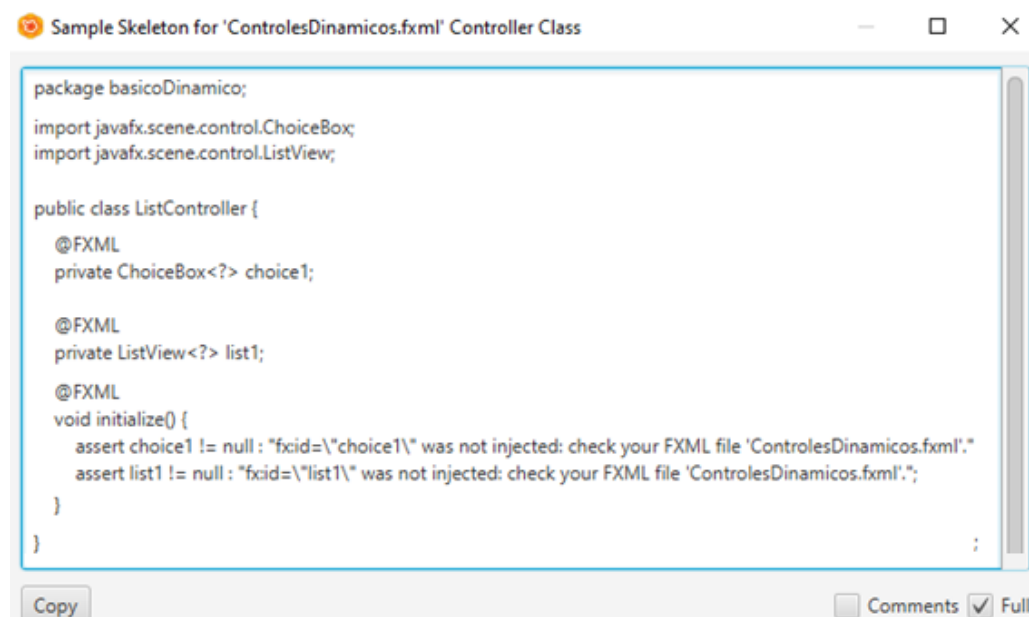 Sample Skeleton for 'ControlesDinamicos.fxml' Controller Class
package basicoDinamico;
import javafx.scene.control.ChoiceBox;
import javafx.scene.control.ListView;
public class ListController {
@FXML
private ChoiceBox<?> choice1;
@FXML
private ListView<?> list1;
@FXML
void initialize() {
assert choice1 != null : "fx:id=\"choice1\" was not injected: check your FXML file 'ControlesDinamicos.fxml'."
assert list1 != null : "fx:id=\"list1\" was not injected: check your FXML file 'ControlesDinamicos.fxml'.";
}
} ;
Copy Comments Full